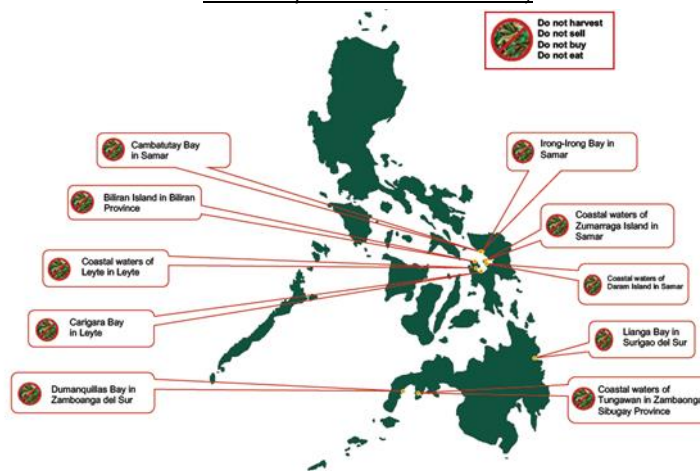 Do not harvest
Do not sell
Do not buy
Do not eat
Cambatutay Bay
in Samar
Irong-Irong Bay in
Samar
Biliran Island in Biliran
Province
Coastal waters of
Zumarraga Island in
Samar
Coastal waters of
Leyte in Leyte
Coastal waters of
Daram Island in Samar
Carigara Bay
in Leyte
Lianga Bay in
Surigao del Sur
Dumanquillas Bay in
Zamboanga del Sur
Coastal waters of
Tungawan in Zambaonga
Sibugay Province